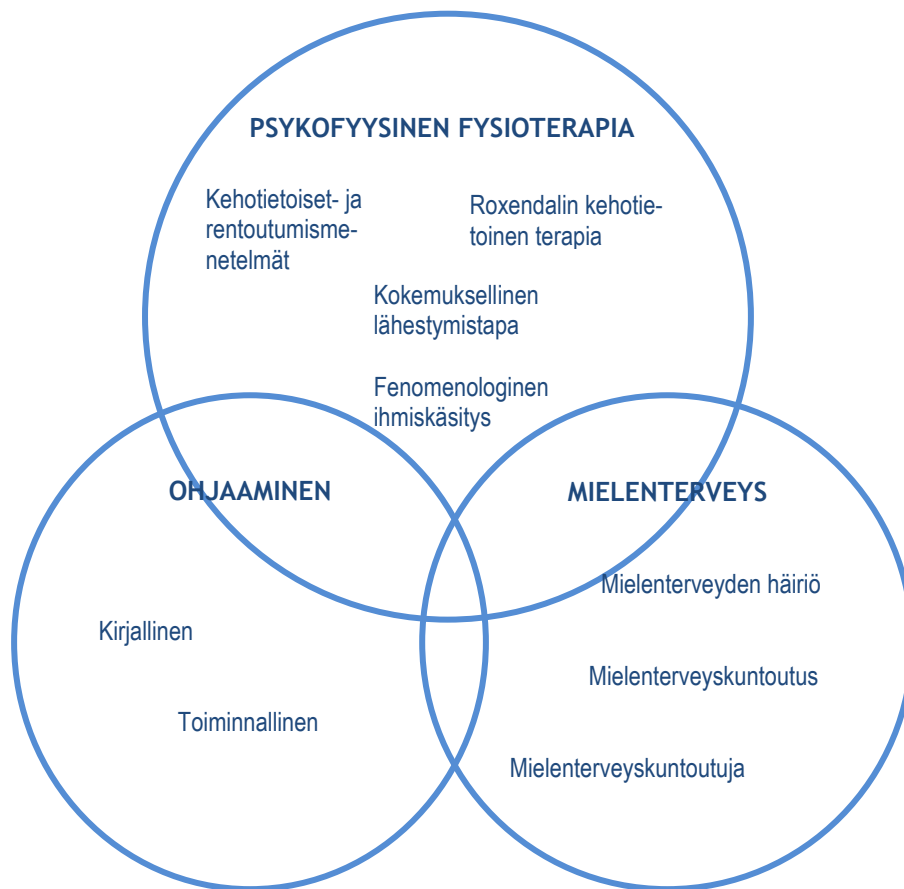 PSYKOFYYSINEN FYSIOTERAPIA
Kehotietoiset- ja
rentoutumisme-
netelmät
Roxendalin kehotie-
toinen terapia
Kokemuksellinen
lähestymistapa
Fenomenologinen
ihmiskäsitys
OHJAAMINEN
MIELENTERVEYS
Mielenterveyden häiriö
Kirjallinen
Mielenterveyskuntoutus
Toiminnallinen
Mielenterveyskuntoutuja